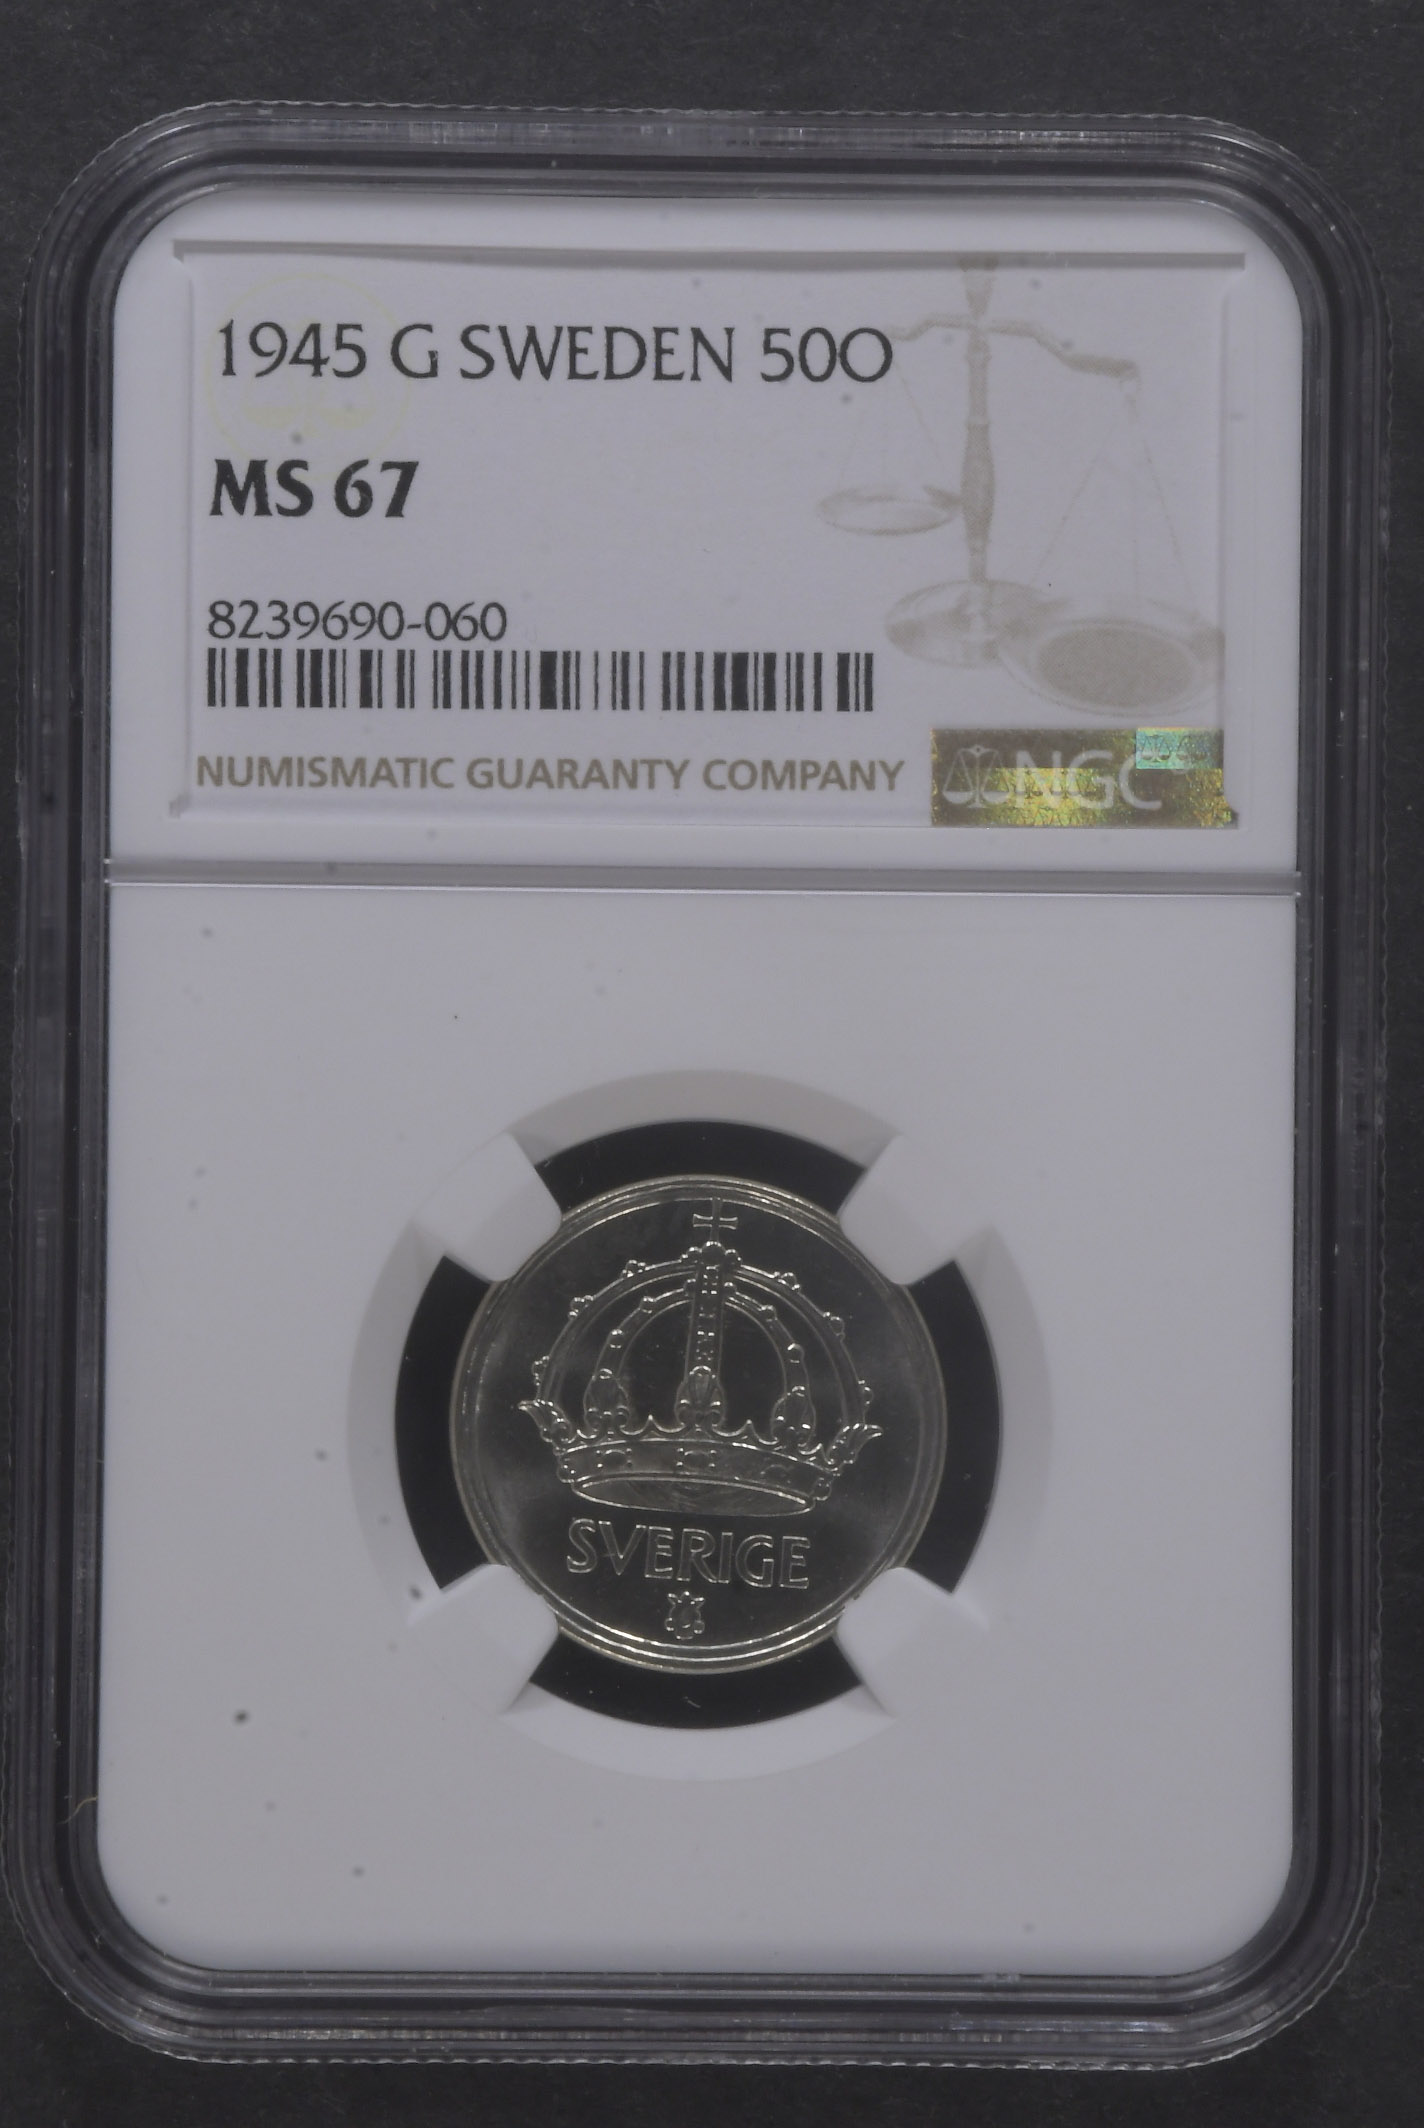 1945 G SWEDEN 50O
MS 67
8239690-060
NUMISMATIC GUARANTY COMPANY
NGC
SVERIGE